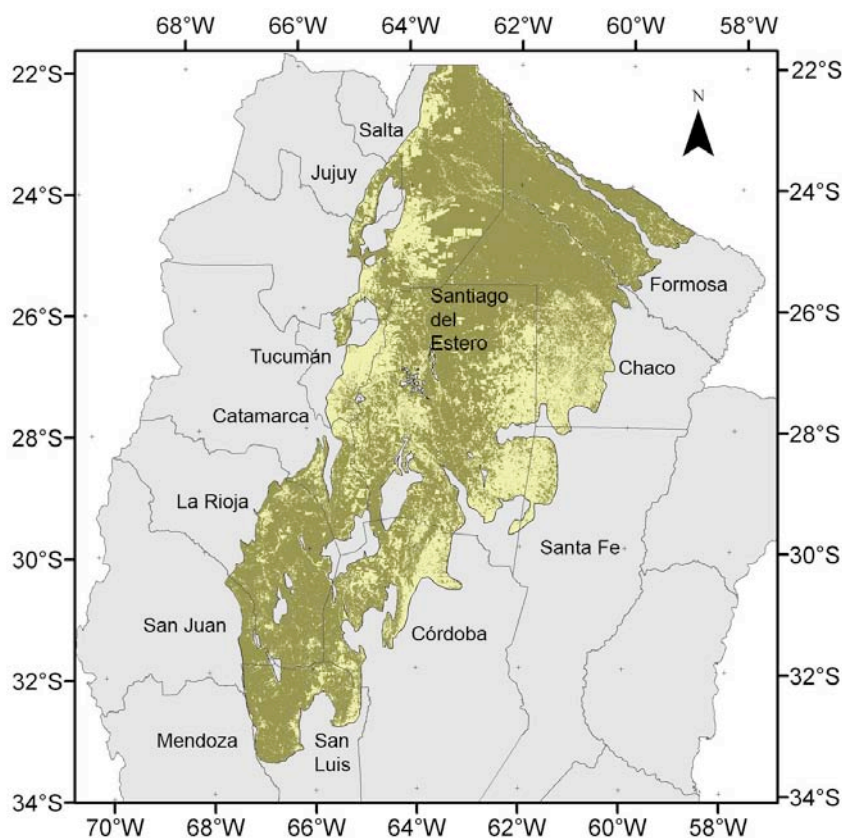 68°W 66°W 64°W 62°W 60°W 58°W
22°S
22°S
N
Salta
Jujuy
24°S
24°S
Formosa
Santiago
del
Estero
26°S
26°S
Tucumán
Chaco
Catamarca
28°S
28°S
La Rioja
Santa Fe
30°S
30°S
San Juan
Córdoba
32°S
32°S
Mendoza
San
Luis
34°S
34°S
70°W 68°W 66°W 64°W 62°W 60°W 58°W